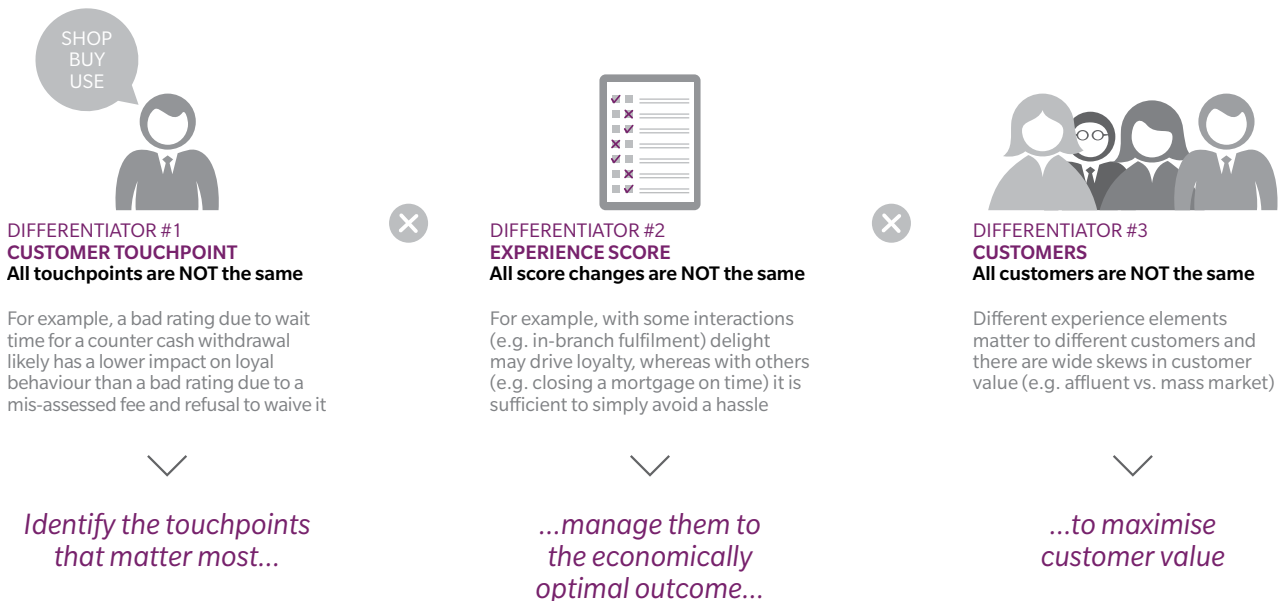 SHOP
BUY
USE
DIFFERENTIATOR #1
CUSTOMER TOUCHPOINT
All touchpoints are NOT the same
For example, a bad rating due to wait
time for a counter cash withdrawal
likely has a lower impact on loyal
behaviour than a bad rating due to a
mis-assessed fee and refusal to waive it
Identify the touchpoints
that matter most...
DIFFERENTIATOR #2
EXPERIENCE SCORE
All score changes are NOT the same
For example, with some interactions
(e.g. in-branch fulfilment) delight
may drive loyalty, whereas with others
(e.g. closing a mortgage on time) it is
sufficient to simply avoid a hassle
...manage them to
the economically
optimal outcome...
DIFFERENTIATOR #3
CUSTOMERS
All customers are NOT the same
Different experience elements
matter to different customers and
there are wide skews in customer
value (e.g. affluent vs. mass market)
...to maximise
customer value